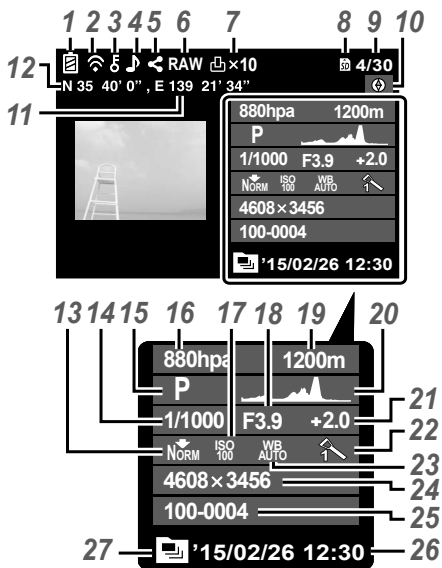 1 2 3 4 5 6 7 8 9
RAW ×10 SD 4/30 10
12 N 35 40' 0", E 139 21' 34"
11
880hpa 1200m
P
1/1000 F3.9 +2.0
NORM ISO 100 WB AUTO 1
4608×3456
100-0004
'15/02/26 12:30
13 14 15 16 17 18 19 20
880hpa 1200m
P
1/1000 F3.9 +2.0 21
NORM ISO 100 WB AUTO 1 22
23
4608×3456 24
100-0004 25
27 '15/02/26 12:30 26